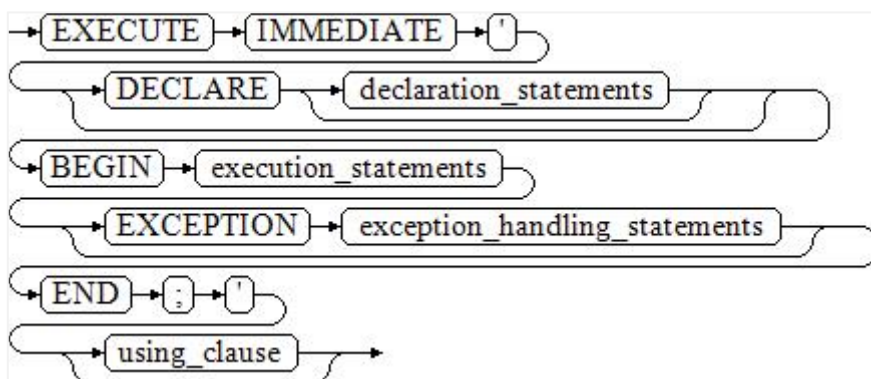 EXECUTE IMMEDIATE '
DECLARE declaration_statements
BEGIN execution_statements
EXCEPTION exception_handling_statements
END ; '
using_clause